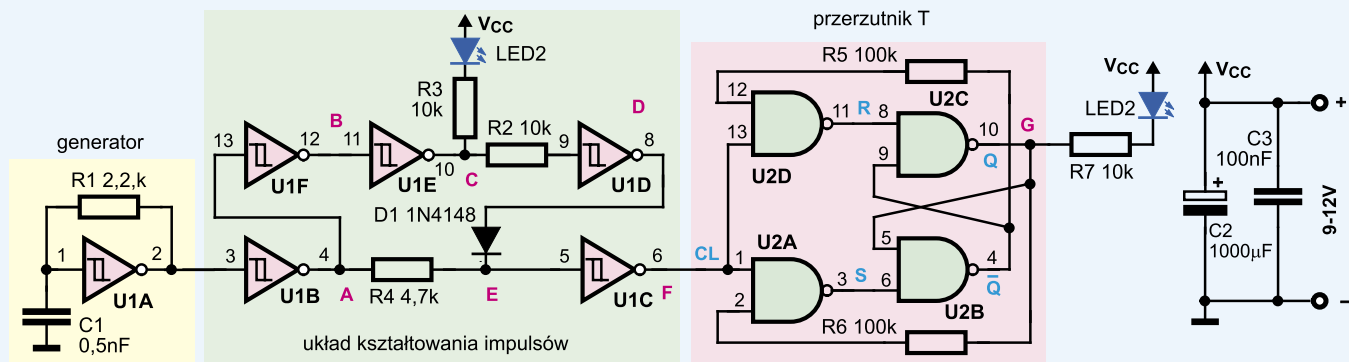 przerzutnik T
generator
układ kształtowania impulsów
R1 2,2,k
1
2
U1A
C1
0,5nF
3
4
U1B
A
13
12
U1F
B
11
10
U1E
C
VCC
LED2
R3
10k
R2 10k
9
8
U1D
D
D1 1N4148
R4 4,7k
E
5
6
U1C
F
CL
R5 100k
12
13
11
U2D
R
8
9
10
U2C
Q
G
1
2
3
U2A
S
5
6
4
U2B
Q̅
R6 100k
R7 10k
VCC
LED2
VCC
+
C2
1000µF
C3
100nF
+
9-12V
–